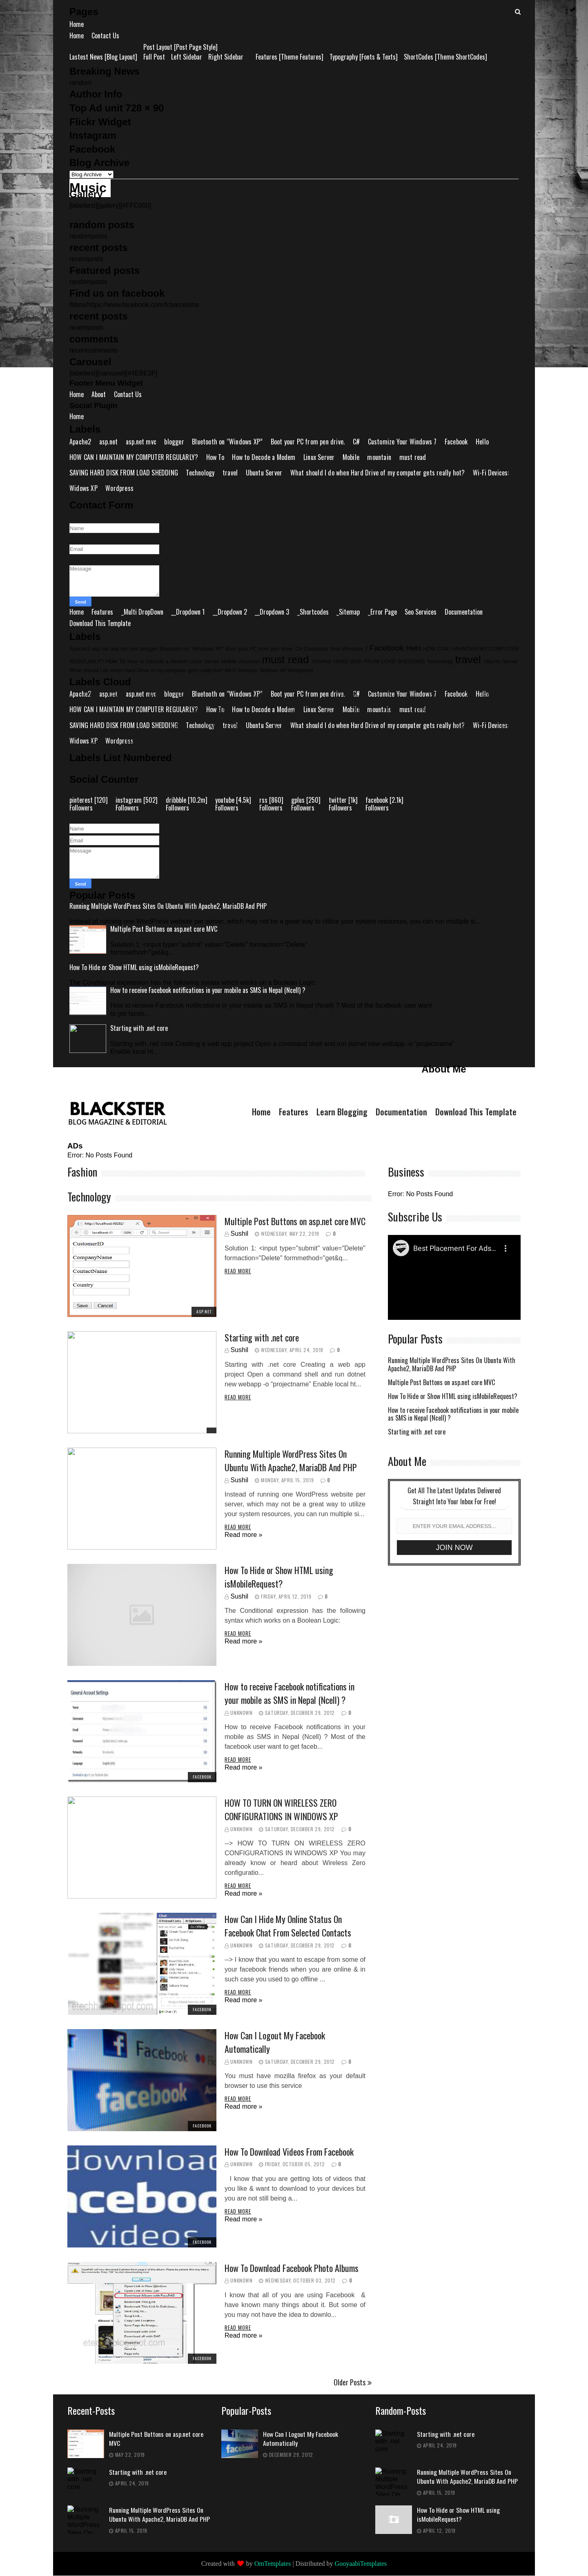 Pages
Home
Home Contact Us
Post Layout [Post Page Style]
Lastest News [Blog Layout] Full Post Left Sidebar Right Sidebar Features [Theme Features] Typography [Fonts & Texts] ShortCodes [Theme ShortCodes]
Breaking News
random
Author Info
Top Ad unit 728 × 90
Flickr Widget
Instagram
Facebook
Blog Archive
Blog Archive
Music
Gallery
random posts
recent posts
Featured posts
Find us on facebook
recent posts
comments
Carousel
Footer Menu Widget
Home About Contact Us
Social Plugin
Home
Labels
Apache2 asp.net asp.net mvc blogger Bluetooth on "Windows XP" Boot your PC from pen drive. C# Customize Your Windows 7 Facebook Hello
HOW CAN I MAINTAIN MY COMPUTER REGULARLY? How To How to Decode a Modem Linux Server Mobile mountain must read
SAVING HARD DISK FROM LOAD SHEDDING Technology travel Ubuntu Server What should I do when Hard Drive of my computer gets really hot? Wi-Fi Devices:
Widows XP Wordpress
Contact Form
Name
Email
Message
Send
Home Features _Multi DropDown __Dropdown 1 __Dropdown 2 __Dropdown 3 _Shortcodes _Sitemap _Error Page Seo Services Documentation
Download This Template
Labels
Labels Cloud
Apache2 asp.net asp.net mvc blogger Bluetooth on "Windows XP" Boot your PC from pen drive. C# Customize Your Windows 7 Facebook Hello
HOW CAN I MAINTAIN MY COMPUTER REGULARLY? How To How to Decode a Modem Linux Server Mobile mountain must read
SAVING HARD DISK FROM LOAD SHEDDING Technology travel Ubuntu Server What should I do when Hard Drive of my computer gets really hot? Wi-Fi Devices:
Widows XP Wordpress
Labels List Numbered
Social Counter
pinterest [120] instagram [502] dribbble [10.2m] youtube [4.5k] rss [860] gplus [250] twitter [1k] facebook [2.1k]
Followers Followers Followers Followers Followers Followers Followers Followers
Name
Email
Message
Send
Popular Posts
Running Multiple WordPress Sites On Ubuntu With Apache2, MariaDB And PHP
Multiple Post Buttons on asp.net core MVC
How To Hide or Show HTML using isMobileRequest?
How to receive Facebook notifications in your mobile as SMS in Nepal (Ncell) ?
Starting with .net core
About Me
BLACKSTER
BLOG MAGAZINE & EDITORIAL
Home Features Learn Blogging Documentation Download This Template
ADs
Error: No Posts Found
Fashion
Technology
Multiple Post Buttons on asp.net core MVC
Sushil WEDNESDAY, MAY 22, 2019 0
Solution 1: <input type="submit" value="Delete" formaction="Delete" formmethod="get&q...
READ MORE
ASP.NET
Starting with .net core
Sushil WEDNESDAY, APRIL 24, 2019 0
Starting with .net core Creating a web app project Open a command shell and run dotnet new webapp -o "projectname" Enable local ht...
READ MORE
Running Multiple WordPress Sites On Ubuntu With Apache2, MariaDB And PHP
Sushil MONDAY, APRIL 15, 2019 0
Instead of running one WordPress website per server, which may not be a great way to utilize your system resources, you can run multiple si...
READ MORE
Read more »
How To Hide or Show HTML using isMobileRequest?
Sushil FRIDAY, APRIL 12, 2019 0
The Conditional expression has the following syntax which works on a Boolean Logic:
READ MORE
Read more »
How to receive Facebook notifications in your mobile as SMS in Nepal (Ncell) ?
UNKNOWN SATURDAY, DECEMBER 29, 2012 0
How to receive Facebook notifications in your mobile as SMS in Nepal (Ncell) ? Most of the facebook user want to get faceb...
READ MORE
Read more »
FACEBOOK
HOW TO TURN ON WIRELESS ZERO CONFIGURATIONS IN WINDOWS XP
UNKNOWN SATURDAY, DECEMBER 29, 2012 0
--> HOW TO TURN ON WIRELESS ZERO CONFIGURATIONS IN WINDOWS XP You may already know or heard about Wireless Zero configuratio...
READ MORE
Read more »
How Can I Hide My Online Status On Facebook Chat From Selected Contacts
UNKNOWN SATURDAY, DECEMBER 29, 2012 0
--> I know that you want to escape from some of your facebook friends when you are online & in such case you used to go offline ...
READ MORE
Read more »
FACEBOOK
How Can I Logout My Facebook Automatically
UNKNOWN SATURDAY, DECEMBER 29, 2012 0
You must have mozilla firefox as your default browser to use this service
READ MORE
Read more »
FACEBOOK
How To Download Videos From Facebook
UNKNOWN FRIDAY, OCTOBER 05, 2012 0
I know that you are getting lots of videos that you like & want to download to your devices but you are not still being a...
READ MORE
Read more »
FACEBOOK
How To Download Facebook Photo Albums
UNKNOWN WEDNESDAY, OCTOBER 03, 2012 0
I know that all of you are using Facebook & have known many things about it. But some of you may not have the idea to downlo...
READ MORE
Read more »
FACEBOOK
Older Posts
Business
Error: No Posts Found
Subscribe Us
Best Placement For Ads...
Popular Posts
Running Multiple WordPress Sites On Ubuntu With Apache2, MariaDB And PHP
Multiple Post Buttons on asp.net core MVC
How To Hide or Show HTML using isMobileRequest?
How to receive Facebook notifications in your mobile as SMS in Nepal (Ncell) ?
Starting with .net core
About Me
Get All The Latest Updates Delivered Straight Into Your Inbox For Free!
ENTER YOUR EMAIL ADDRESS...
JOIN NOW
Recent-Posts
Multiple Post Buttons on asp.net core MVC
MAY 22, 2019
Starting with .net core
APRIL 24, 2019
Running Multiple WordPress Sites On Ubuntu With Apache2, MariaDB And PHP
APRIL 15, 2019
Popular-Posts
How Can I Logout My Facebook Automatically
DECEMBER 29, 2012
Random-Posts
Starting with .net core
APRIL 24, 2019
Running Multiple WordPress Sites On Ubuntu With Apache2, MariaDB And PHP
APRIL 15, 2019
How To Hide or Show HTML using isMobileRequest?
APRIL 12, 2019
Created with by OmTemplates | Distributed by GooyaabiTemplates